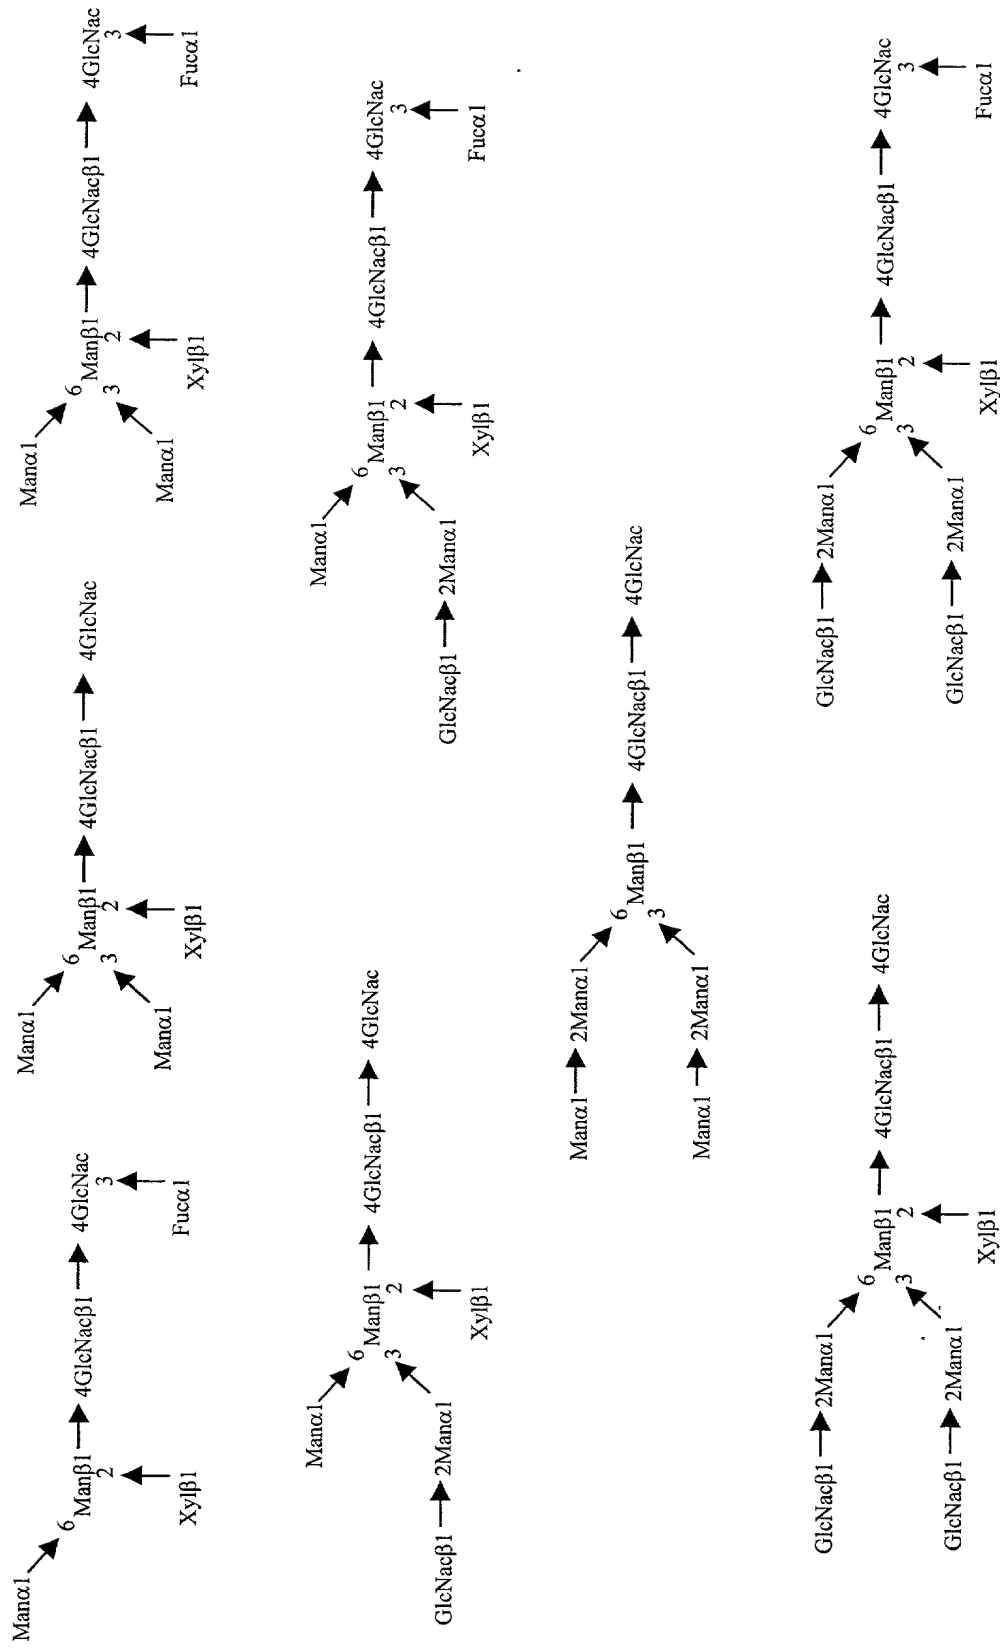 Manα1
6
Manβ1
4GlcNacβ1
4GlcNac
2
3
Xylβ1
Fucα1
Manα1
6
Manβ1
4GlcNacβ1
4GlcNac
3
2
Manα1
Xylβ1
Manα1
6
Manβ1
4GlcNacβ1
4GlcNac
3
2
3
Manα1
Xylβ1
Fucα1
Manα1
6
Manβ1
4GlcNacβ1
4GlcNac
3
2
GlcNacβ1
2Manα1
Xylβ1
Manα1
6
Manβ1
4GlcNacβ1
4GlcNac
3
2
3
GlcNacβ1
2Manα1
Xylβ1
Fucα1
Manα1
2Manα1
6
Manβ1
4GlcNacβ1
4GlcNac
3
Manα1
2Manα1
GlcNacβ1
2Manα1
6
Manβ1
4GlcNacβ1
4GlcNac
3
2
GlcNacβ1
2Manα1
Xylβ1
GlcNacβ1
2Manα1
6
Manβ1
4GlcNacβ1
4GlcNac
3
2
3
GlcNacβ1
2Manα1
Xylβ1
Fucα1